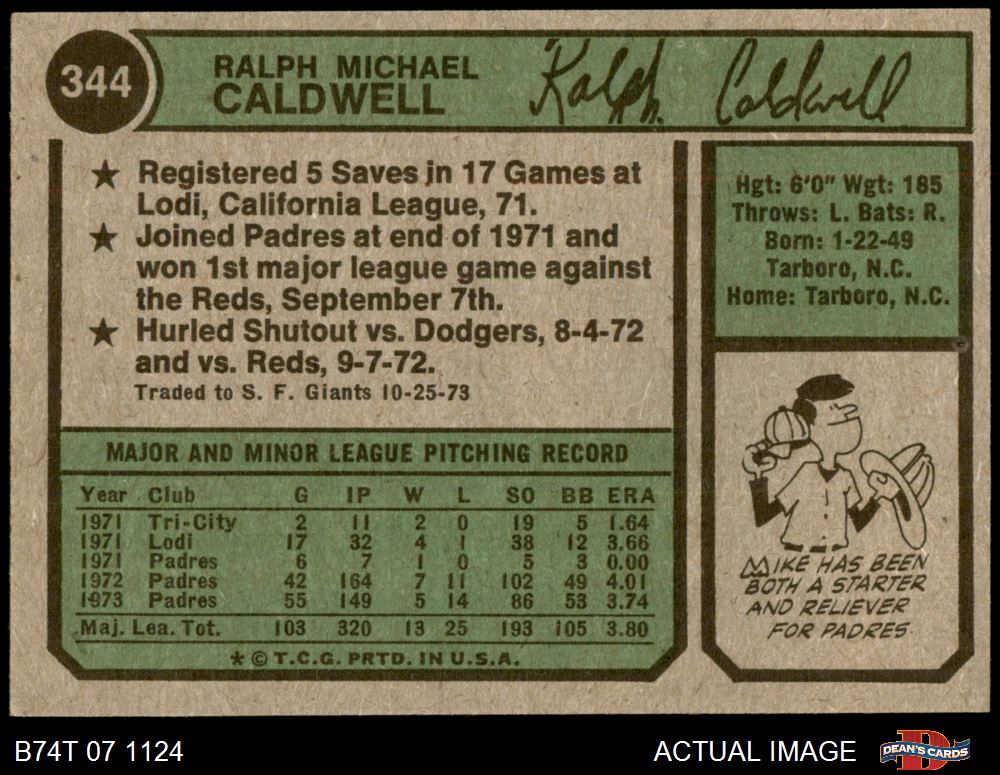 344
RALPH MICHAEL
CALDWELL
Ralph Caldwell
★ Registered 5 Saves in 17 Games at
Lodi, California League, 71.
★ Joined Padres at end of 1971 and
won 1st major league game against
the Reds, September 7th.
★ Hurled Shutout vs. Dodgers, 8-4-72
and vs. Reds, 9-7-72.
Traded to S. F. Giants 10-25-73
Hgt: 6'0" Wgt: 185
Throws: L. Bats: R.
Born: 1-22-49
Tarboro, N.C.
Home: Tarboro, N.C.
MAJOR AND MINOR LEAGUE PITCHING RECORD
Year Club G IP W L SO BB ERA
1971 Tri-City 2 11 2 0 19 5 1.64
1971 Lodi 17 32 4 1 38 12 3.66
1971 Padres 6 7 1 0 5 3 0.00
1972 Padres 42 164 7 11 102 49 4.01
1973 Padres 55 149 5 14 86 53 3.74
Maj. Lea. Tot. 103 320 13 25 193 105 3.80
* © T.C.G. PRTD. IN U.S.A.
MIKE HAS BEEN
BOTH A STARTER
AND RELIEVER
FOR PADRES.
B74T 07 1124
ACTUAL IMAGE
D
DEAN'S CARDS